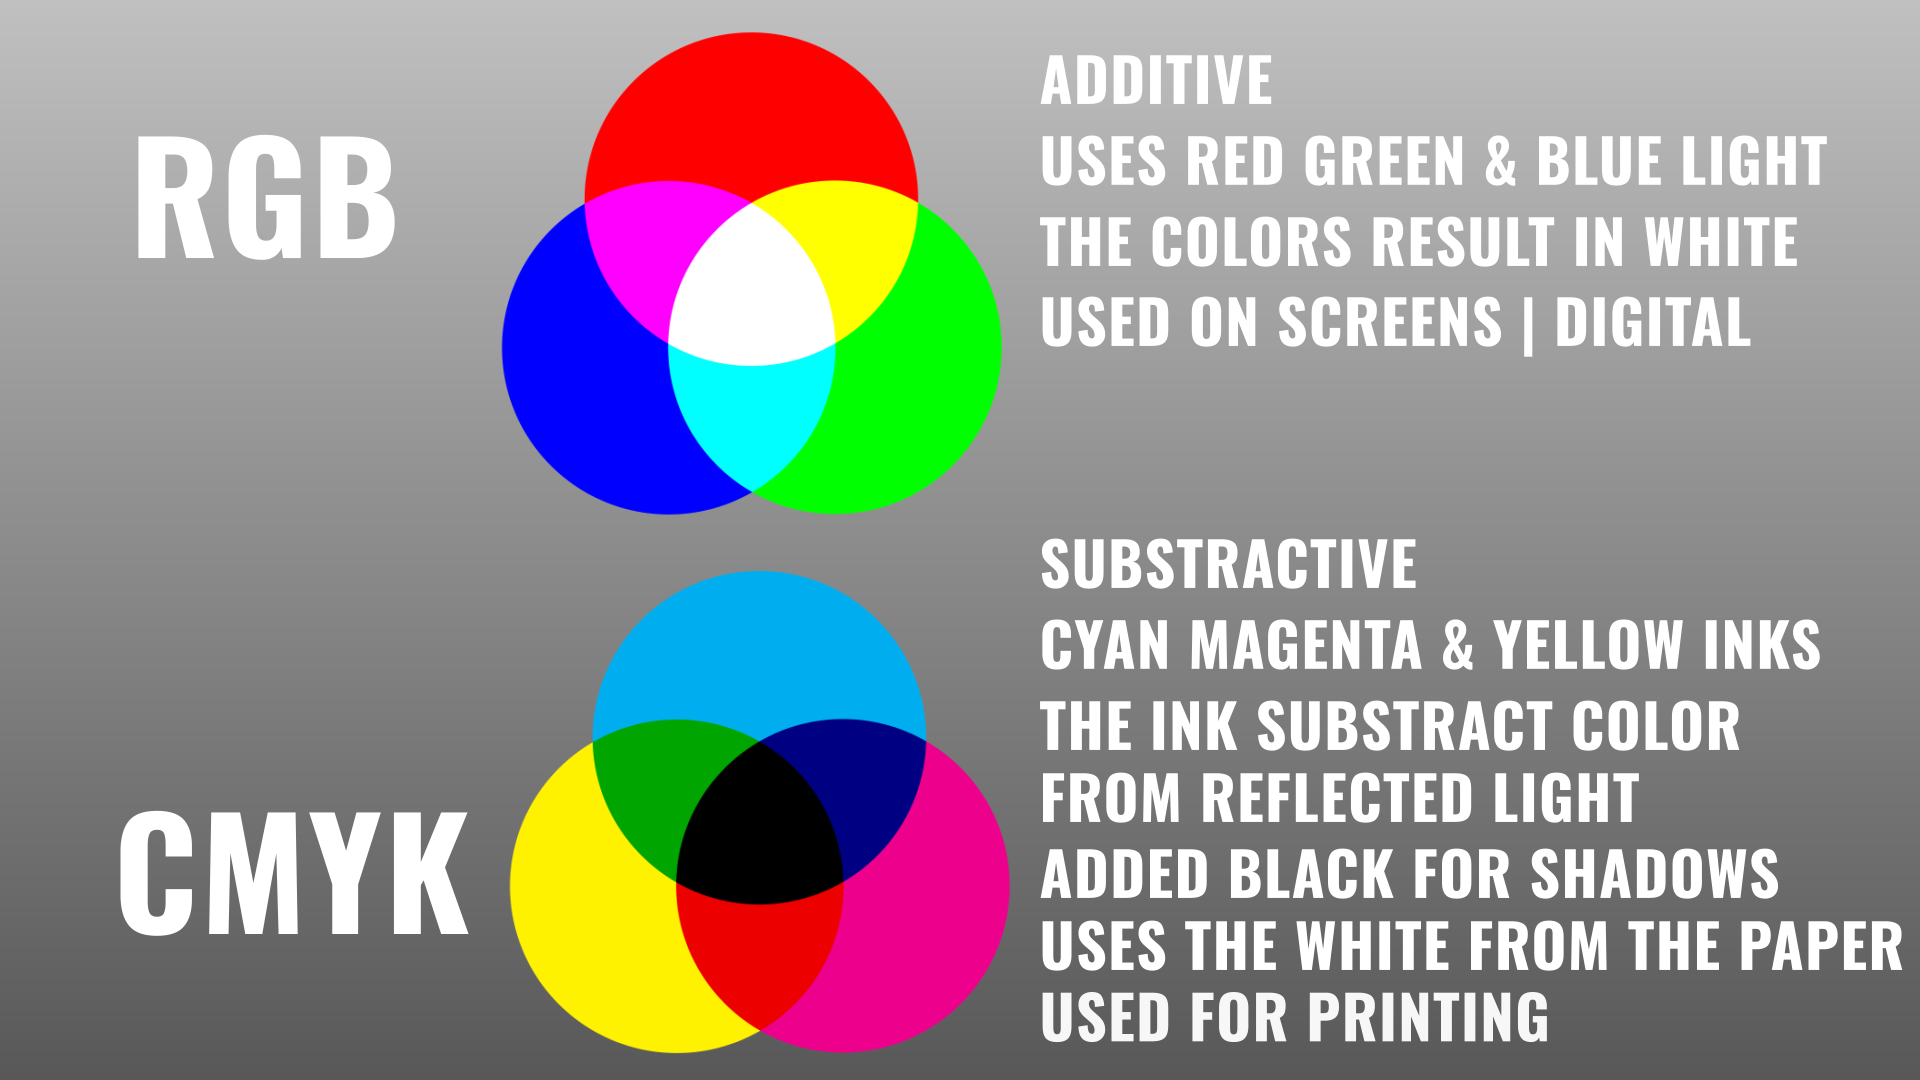 RGB
ADDITIVE
USES RED GREEN & BLUE LIGHT
THE COLORS RESULT IN WHITE
USED ON SCREENS | DIGITAL
CMYK
SUBSTRACTIVE
CYAN MAGENTA & YELLOW INKS
THE INK SUBSTRACT COLOR
FROM REFLECTED LIGHT
ADDED BLACK FOR SHADOWS
USES THE WHITE FROM THE PAPER
USED FOR PRINTING